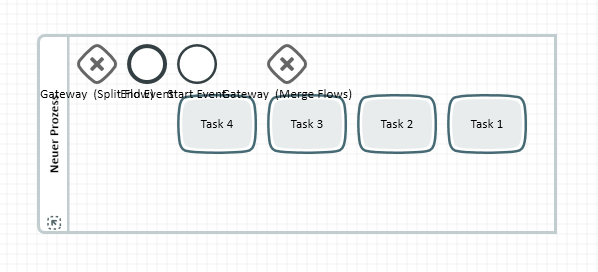 Gateway (Split Flow)
End Event
Start Event
Gateway (Merge Flows)
Neuer Prozess
Task 4
Task 3
Task 2
Task 1